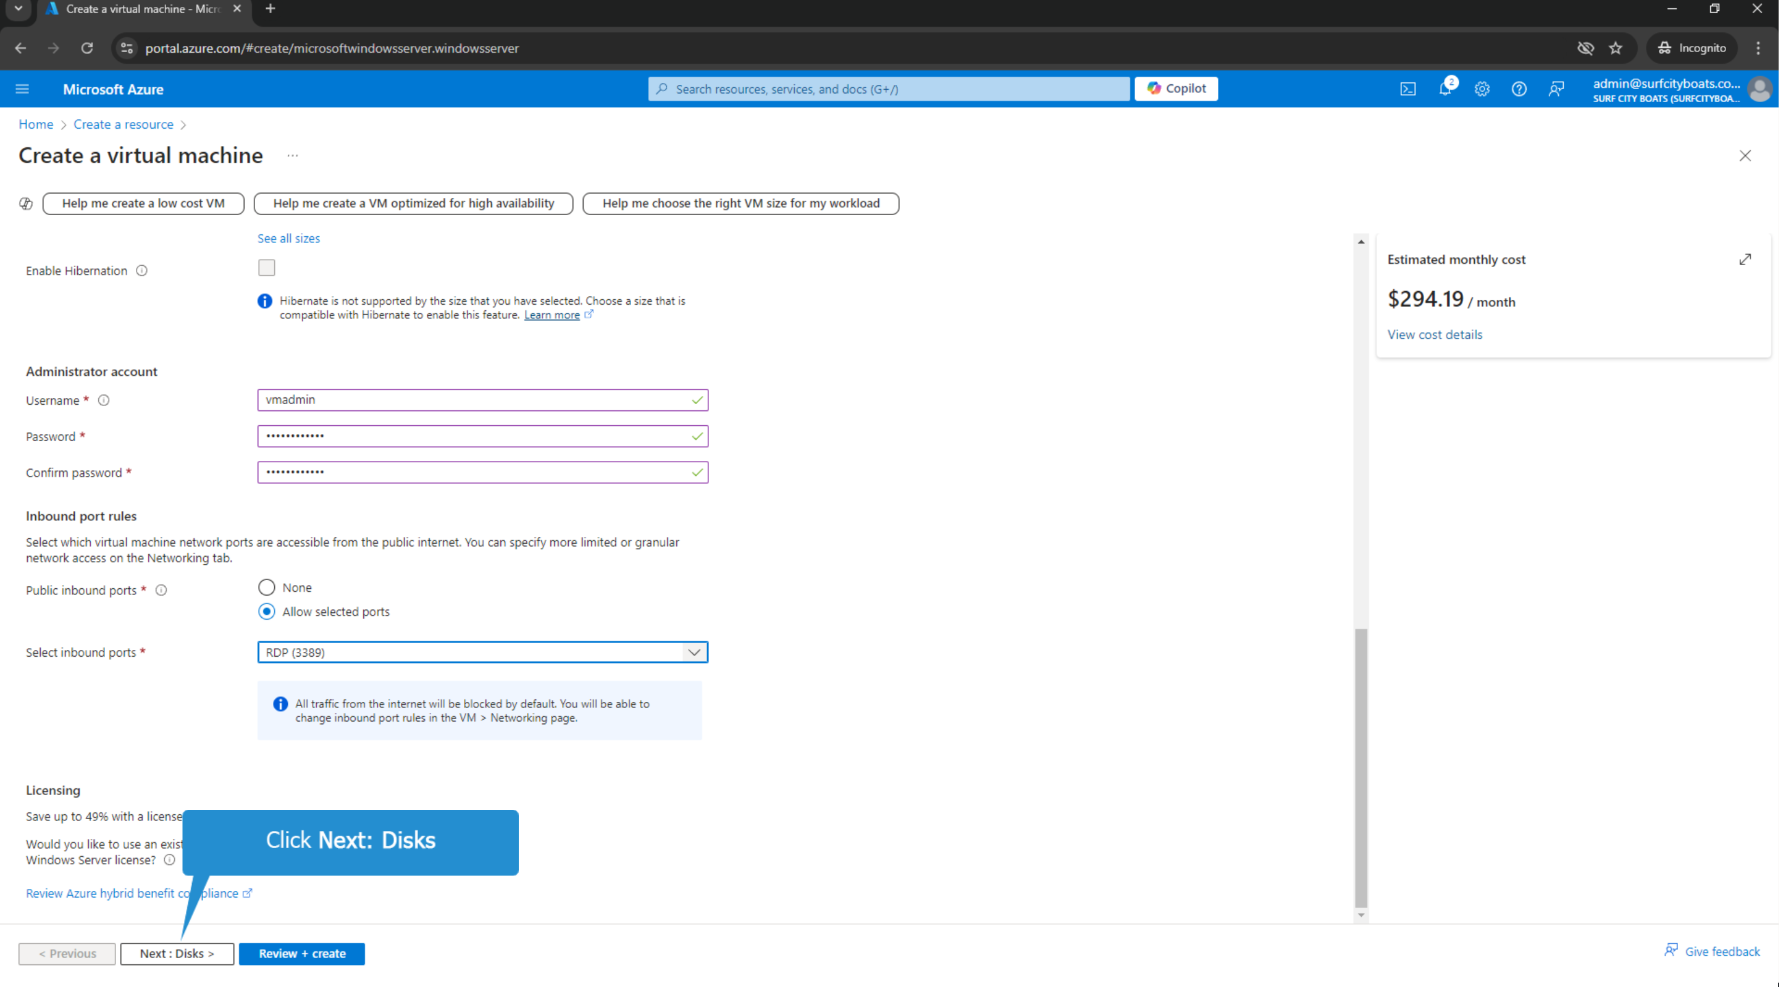 Create a virtual machine - Micr
portal.azure.com/#create/microsoftwindowsserver.windowsserver
Incognito
Microsoft Azure
Search resources, services, and docs (G+/)
Copilot
2
admin@surfcityboats.co...
SURF CITY BOATS (SURFCITYBOA...
Home > Create a resource >
Create a virtual machine ...
Help me create a low cost VM
Help me create a VM optimized for high availability
Help me choose the right VM size for my workload
See all sizes
Enable Hibernation
Hibernate is not supported by the size that you have selected. Choose a size that is
compatible with Hibernate to enable this feature. Learn more
Estimated monthly cost
$294.19 / month
View cost details
Administrator account
Username *
vmadmin
Password *
••••••••••••
Confirm password *
••••••••••••
Inbound port rules
Select which virtual machine network ports are accessible from the public internet. You can specify more limited or granular
network access on the Networking tab.
Public inbound ports *
None
Allow selected ports
Select inbound ports *
RDP (3389)
All traffic from the internet will be blocked by default. You will be able to
change inbound port rules in the VM > Networking page.
Licensing
Save up to 49% with a license
Would you like to use an exist
Windows Server license?
Click Next: Disks
Review Azure hybrid benefit compliance
< Previous
Next : Disks >
Review + create
Give feedback